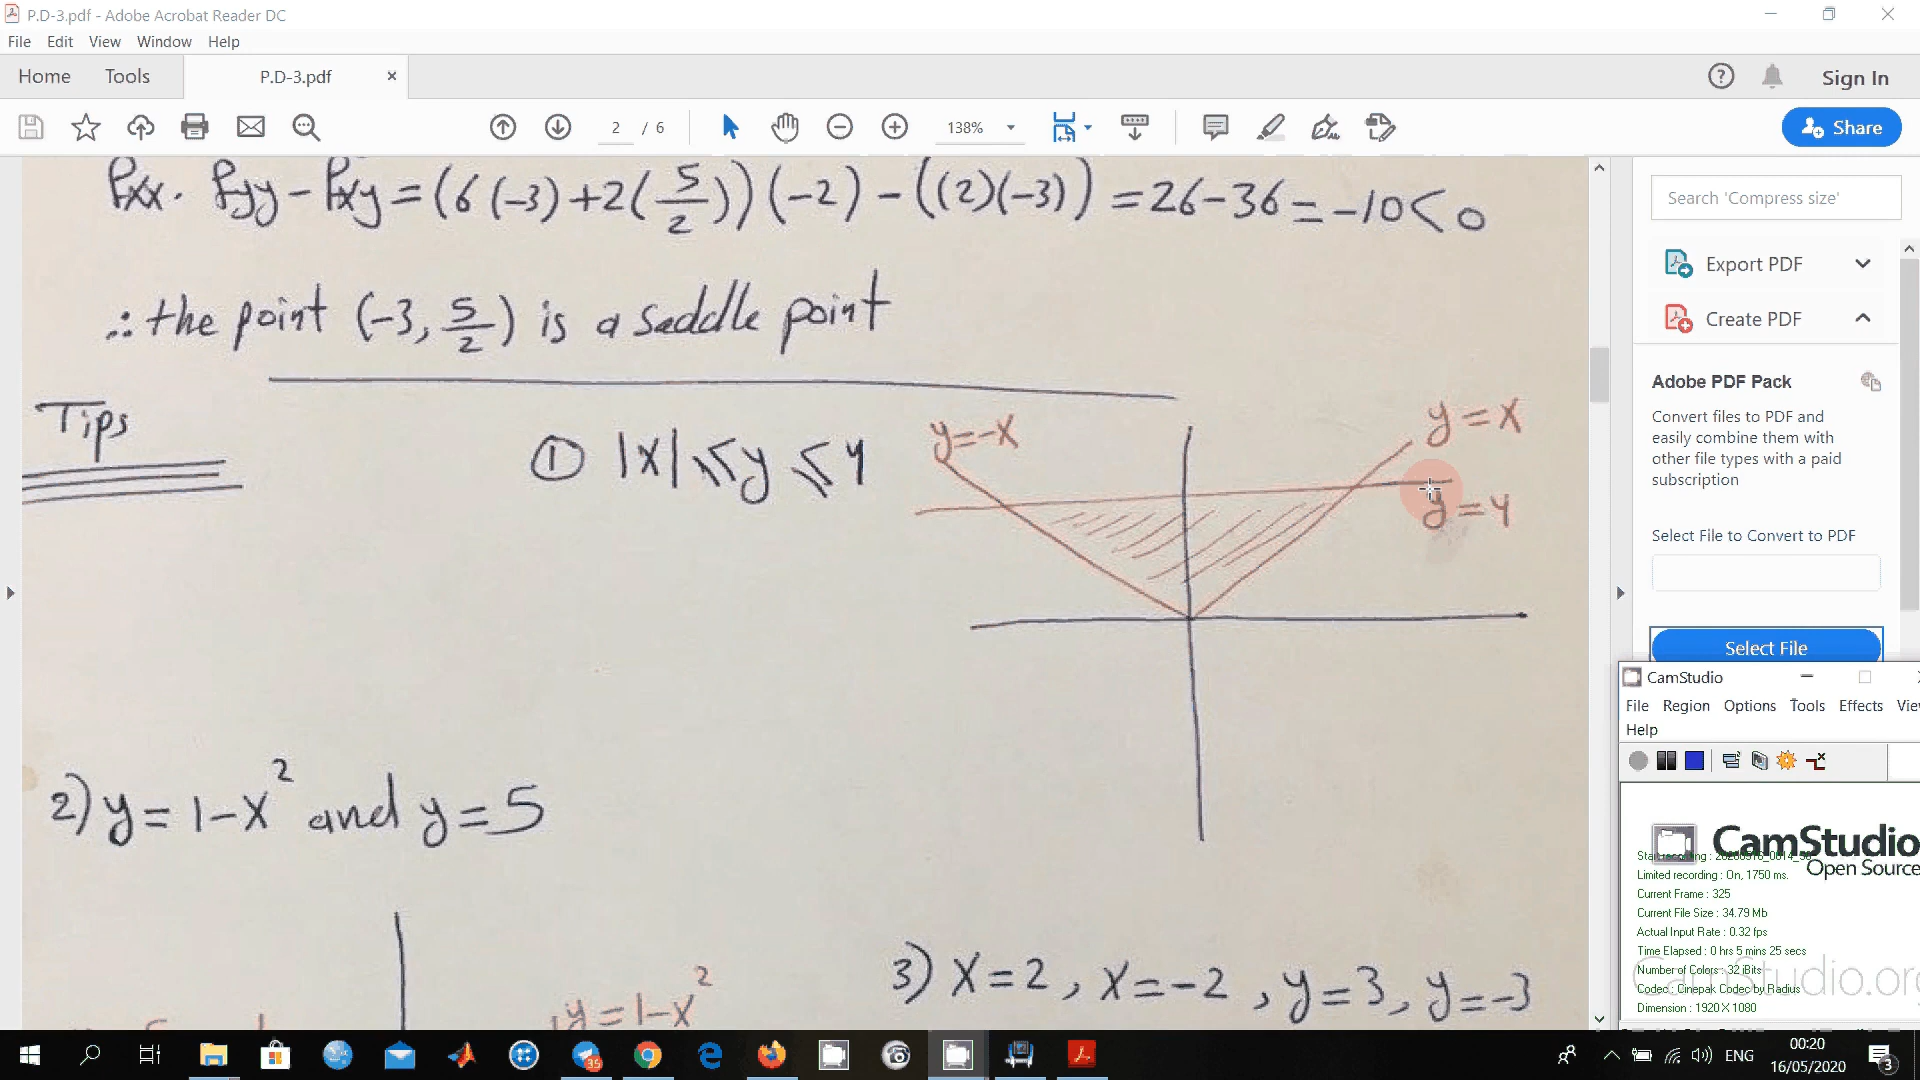 P.D-3.pdf - Adobe Acrobat Reader DC
File Edit View Window Help
Home Tools P.D-3.pdf × Sign In
2 / 6 138% Share
fxx. fyy - fxy = (6(-3)+2(5/2))(-2) - ((2)(-3)) = 26-36 = -10 < 0
∴ the point (-3, 5/2) is a saddle point
Tips
① |x| ≤ y ≤ 4
y=-x
y=x
y=4
2) y=1-x² and y=5
y=1-x²
3) x=2, x=-2, y=3, y=-3
Search 'Compress size'
Export PDF
Create PDF
Adobe PDF Pack
Convert files to PDF and
easily combine them with
other file types with a paid
subscription
Select File to Convert to PDF
Select File
CamStudio
File Region Options Tools Effects Vie
Help
CamStudio
Open Source
Limited recording : On, 1750 ms.
Current Frame : 325
Current File Size : 34.79 Mb
Actual Input Rate : 0.32 fps
Time Elapsed : 0 hrs 5 mins 25 secs
Number of Colors : 32 iBits
Codec : Cinepak Codec by Radius
Dimension : 1920 X 1080
35
ENG
00:20
16/05/2020
3